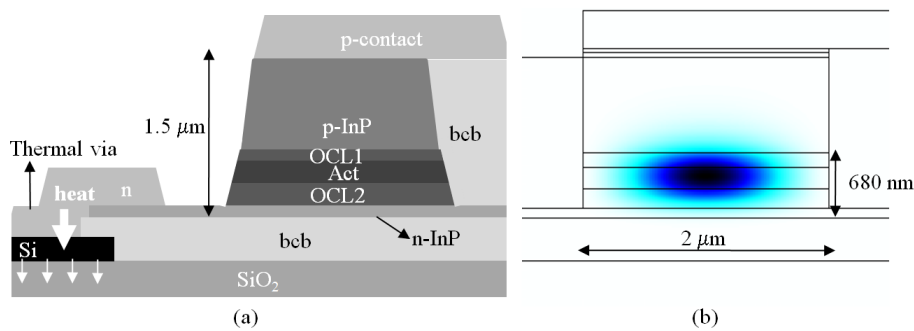 p-contact
1.5 μm
p-InP
bcb
Thermal via
OCL1
Act
OCL2
heat
n
n-InP
Si
bcb
SiO₂
(a)
680 nm
2 μm
(b)